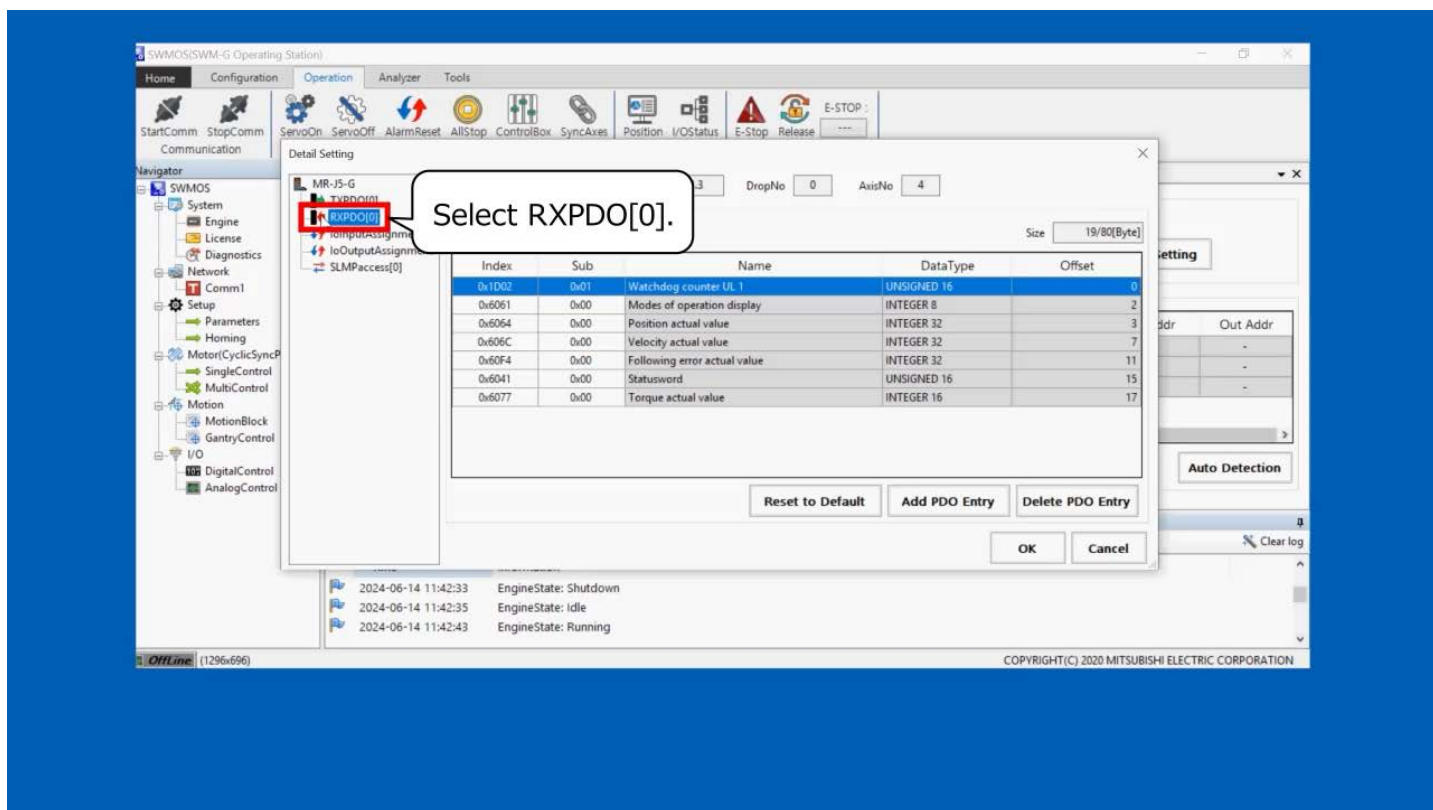 SWMOS(SWM-G Operating Station)
Home Configuration Operation Analyzer Tools
StartComm StopComm ServoOn ServoOff AlarmReset AllStop ControlBox SyncAxes Position I/OStatus E-Stop Release E-STOP : ---
Communication
Detail Setting
Navigator
SWMOS
System
Engine
License
Diagnostics
Network
Comm1
Setup
Parameters
Homing
Motor(CyclicSyncP
SingleControl
MultiControl
Motion
MotionBlock
GantryControl
I/O
DigitalControl
AnalogControl
MR-J5-G
TXPDO[0]
RXPDO[0]
IoInputAssignme
IoOutputAssignm
SLMPaccess[0]
Select RXPDO[0].
.3 DropNo 0 AxisNo 4
Size 19/80[Byte]
Index Sub Name DataType Offset
0x1D02 0x01 Watchdog counter UL 1 UNSIGNED 16 0
0x6061 0x00 Modes of operation display INTEGER 8 2
0x6064 0x00 Position actual value INTEGER 32 3
0x606C 0x00 Velocity actual value INTEGER 32 7
0x60F4 0x00 Following error actual value INTEGER 32 11
0x6041 0x00 Statusword UNSIGNED 16 15
0x6077 0x00 Torque actual value INTEGER 16 17
Reset to Default Add PDO Entry Delete PDO Entry
OK Cancel
etting
ddr Out Addr
-
-
-
Auto Detection
Clear log
2024-06-14 11:42:33 EngineState: Shutdown
2024-06-14 11:42:35 EngineState: Idle
2024-06-14 11:42:43 EngineState: Running
OffLine (1296x696)
COPYRIGHT(C) 2020 MITSUBISHI ELECTRIC CORPORATION